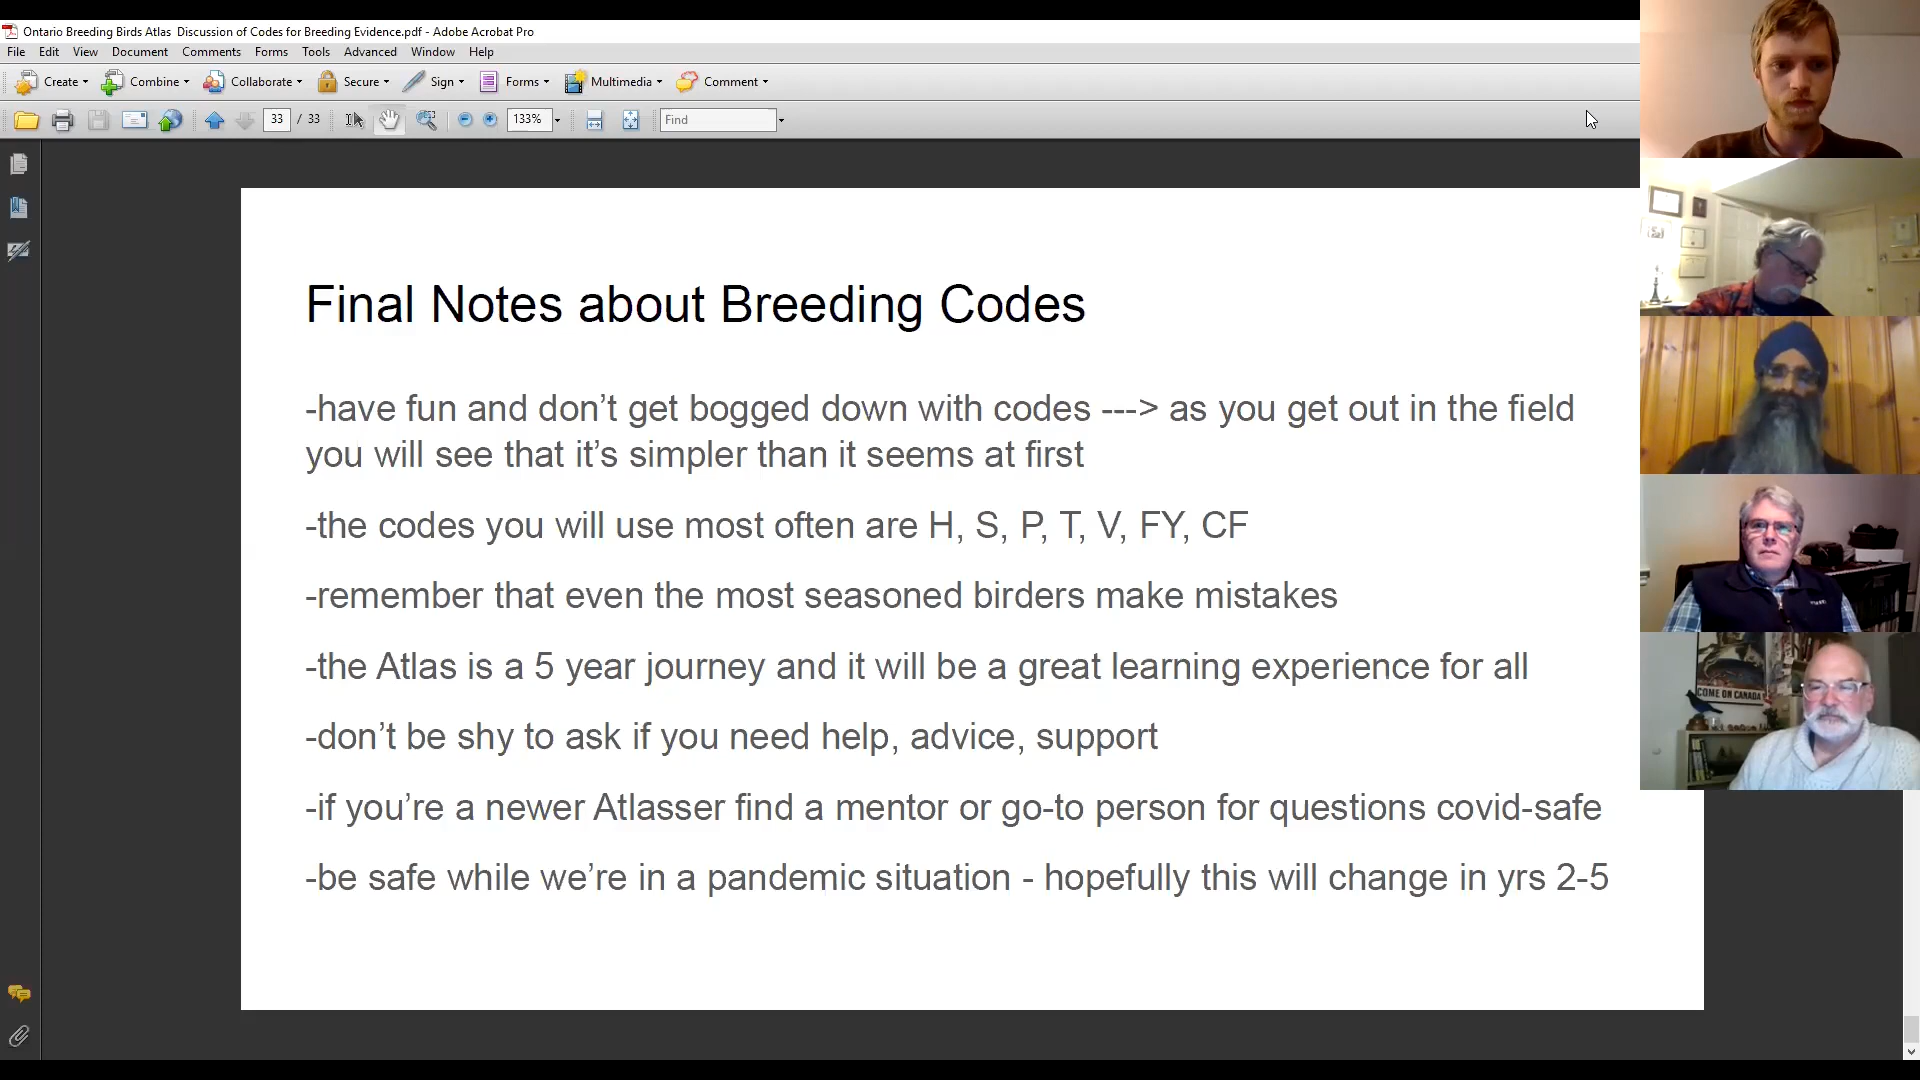 Ontario Breeding Birds Atlas  Discussion of Codes for Breeding Evidence.pdf - Adobe Acrobat Pro
File Edit View Document Comments Forms Tools Advanced Window Help
Create Combine Collaborate Secure Sign Forms Multimedia Comment
33 / 33 133% Find
Final Notes about Breeding Codes
-have fun and don’t get bogged down with codes ---> as you get out in the field
you will see that it’s simpler than it seems at first
-the codes you will use most often are H, S, P, T, V, FY, CF
-remember that even the most seasoned birders make mistakes
-the Atlas is a 5 year journey and it will be a great learning experience for all
-don’t be shy to ask if you need help, advice, support
-if you’re a newer Atlasser find a mentor or go-to person for questions covid-safe
-be safe while we’re in a pandemic situation - hopefully this will change in yrs 2-5
COME ON CANADA